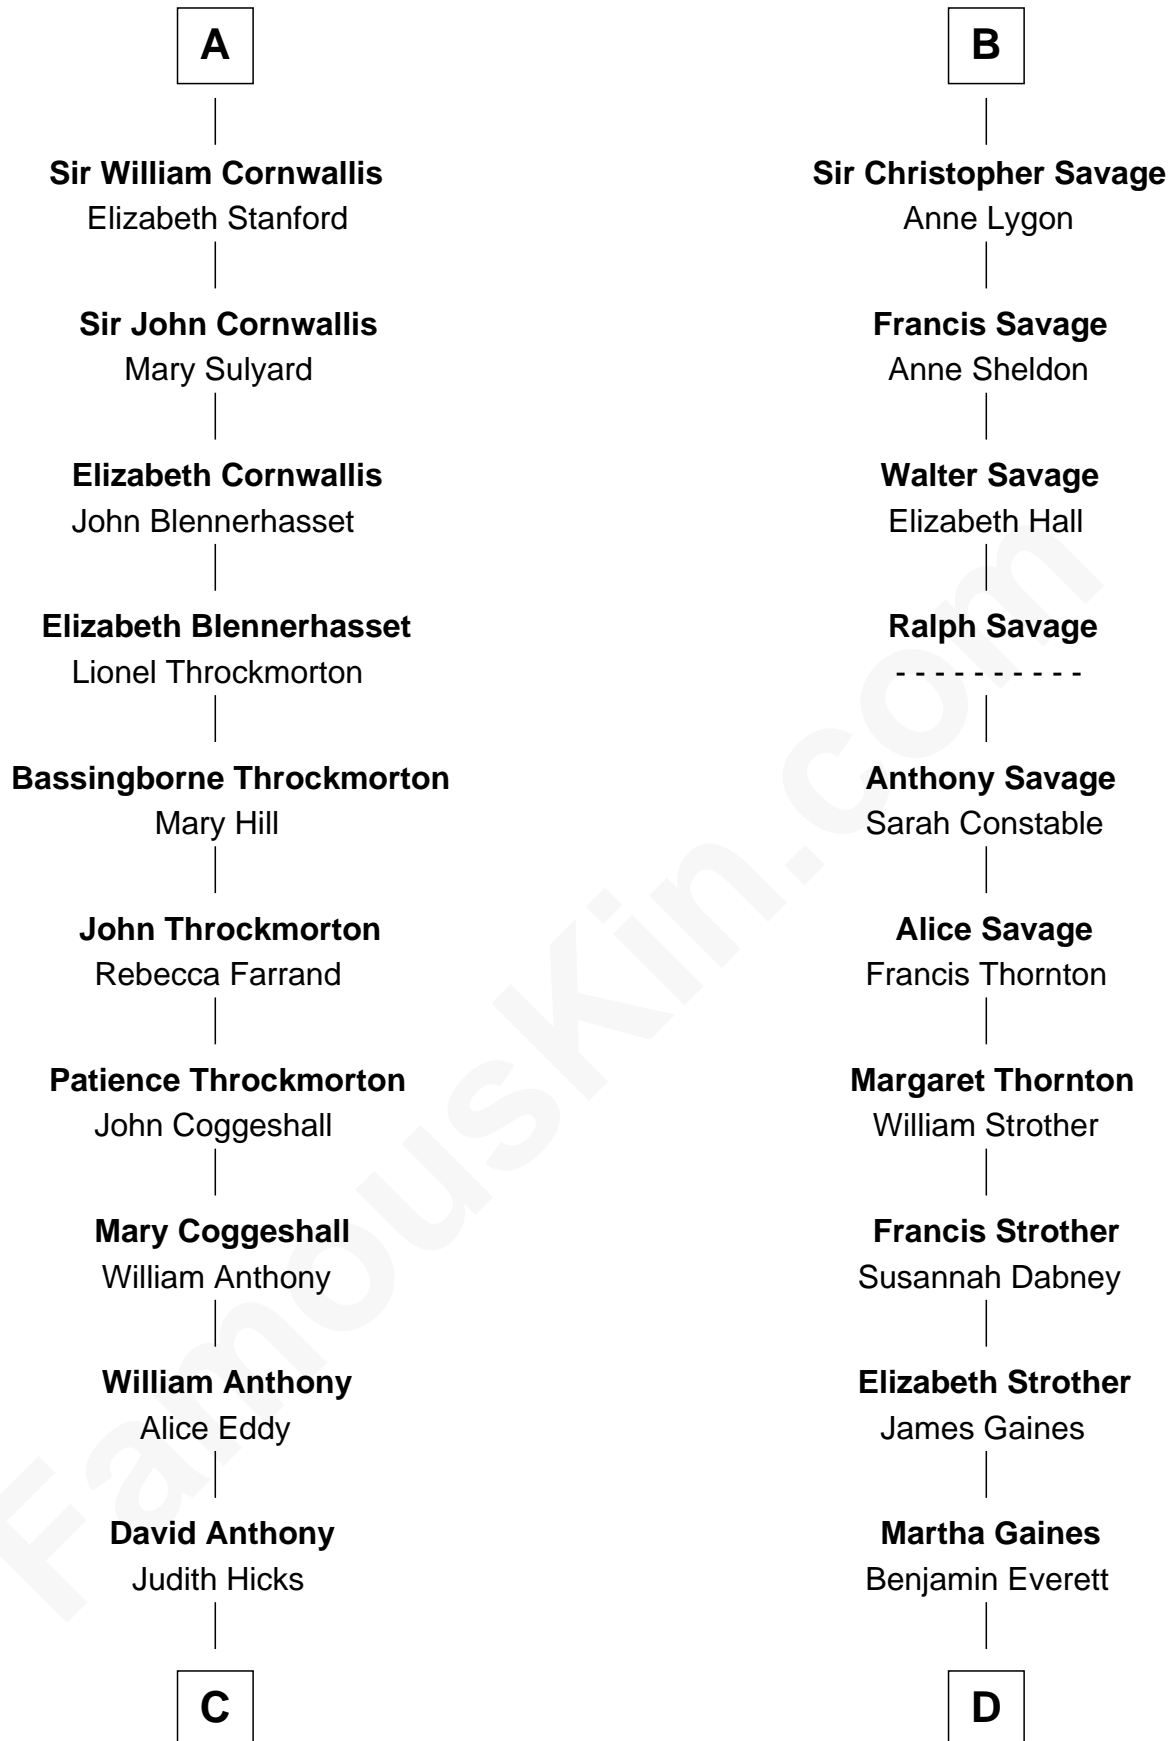 A
Sir William Cornwallis
Elizabeth Stanford
Sir John Cornwallis
Mary Sulyard
Elizabeth Cornwallis
John Blennerhasset
Elizabeth Blennerhasset
Lionel Throckmorton
Bassingborne Throckmorton
Mary Hill
John Throckmorton
Rebecca Farrand
Patience Throckmorton
John Coggeshall
Mary Coggeshall
William Anthony
William Anthony
Alice Eddy
David Anthony
Judith Hicks
C
B
Sir Christopher Savage
Anne Lygon
Francis Savage
Anne Sheldon
Walter Savage
Elizabeth Hall
Ralph Savage
- - - - - - - - - -
Anthony Savage
Sarah Constable
Alice Savage
Francis Thornton
Margaret Thornton
William Strother
Francis Strother
Susannah Dabney
Elizabeth Strother
James Gaines
Martha Gaines
Benjamin Everett
D
FamousKin.com